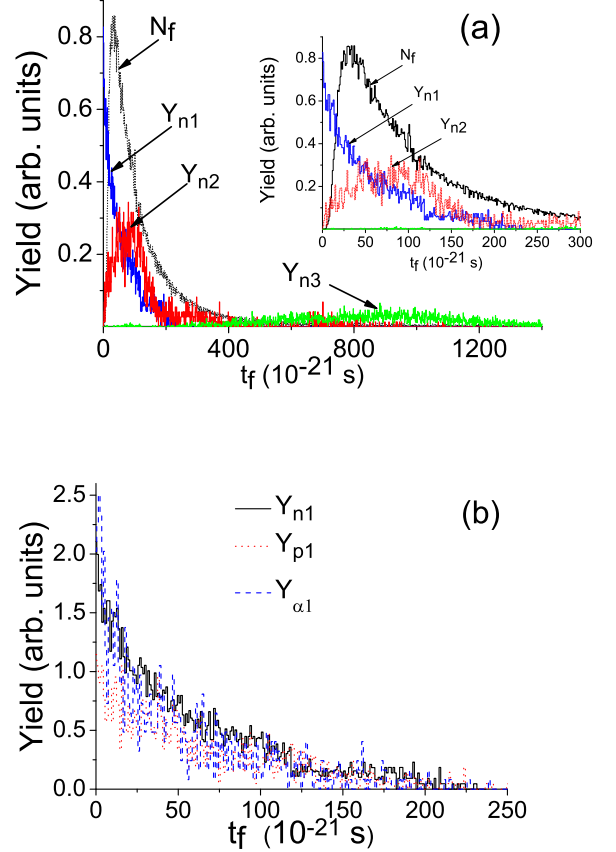 (a)
0.8
0.6
0.4
0.2
Yield (arb. units)
N_f
Y_n1
Y_n2
Y_n3
0 400 800 1200
t_f (10^-21 s)
0.8
0.6
0.4
0.2
Yield (arb. units)
N_f
Y_n1
Y_n2
0 50 100 150 200 250 300
t_f (10^-21 s)
(b)
2.5
2.0
1.5
1.0
0.5
0.0
Yield (arb. units)
Y_n1
Y_p1
Y_α1
0 50 100 150 200 250
t_f (10^-21 s)